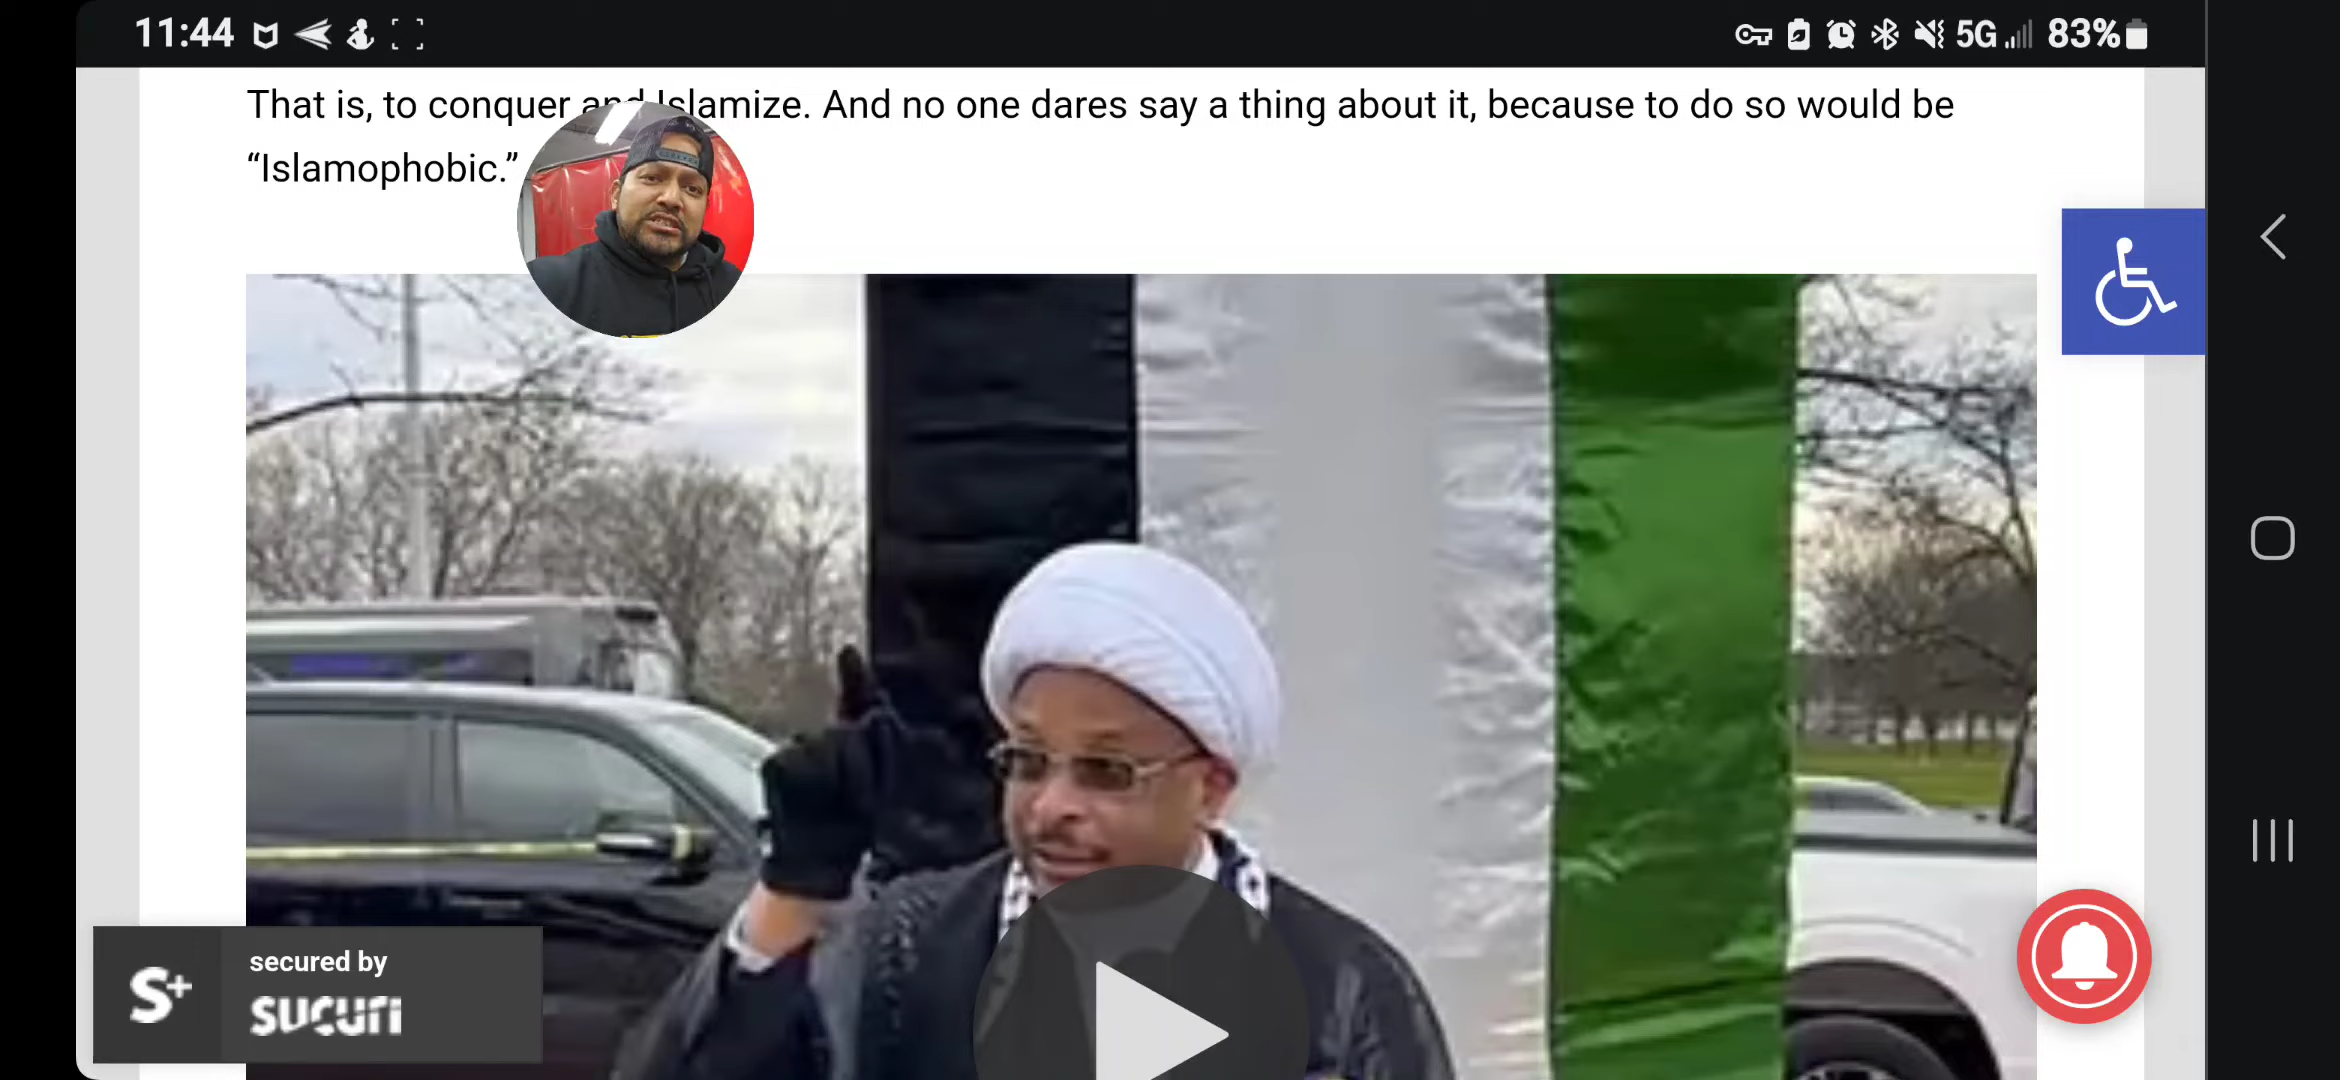 11:44
5G 83%
That is, to conquer and Islamize. And no one dares say a thing about it, because to do so would be
“Islamophobic.”
S+
secured by
sucuri